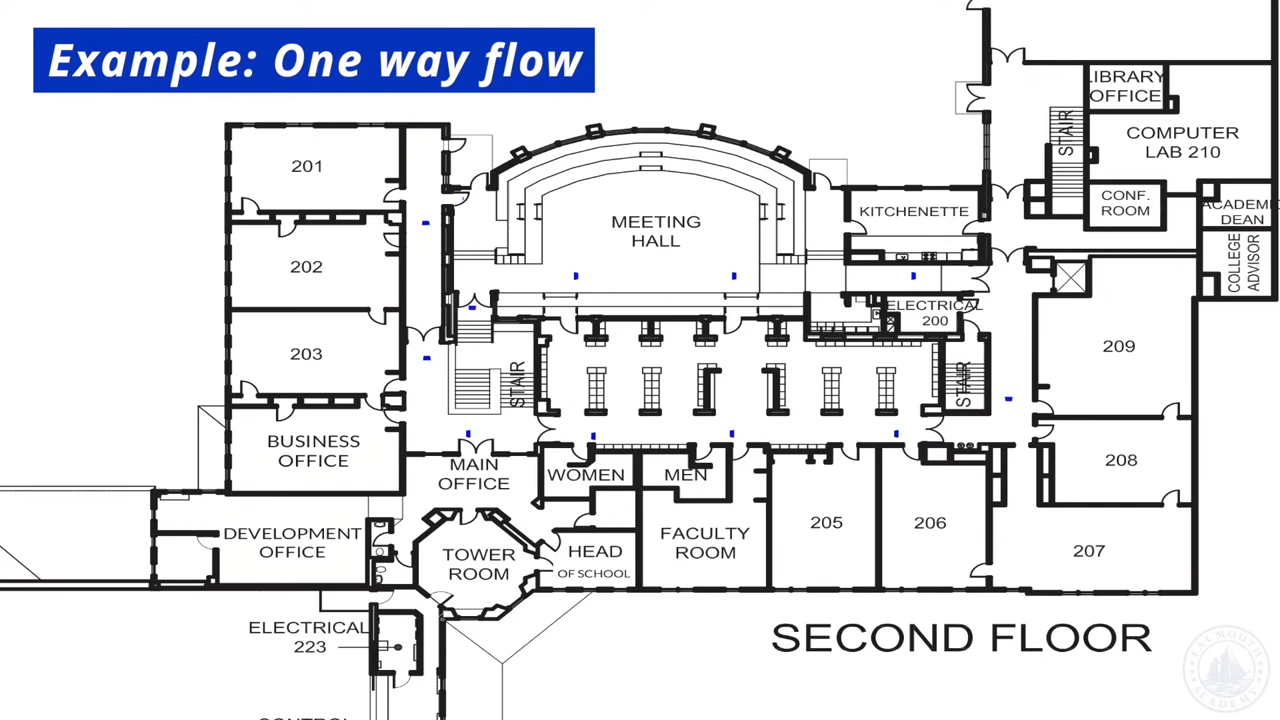 Example: One way flow
LIBRARY
OFFICE
STAIR
COMPUTER
LAB 210
201
CONF.
ROOM
ACADEMIC
DEAN
KITCHENETTE
MEETING
HALL
202
COLLEGE
ADVISOR
ELECTRICAL
200
203
209
STAIR
STAIR
BUSINESS
OFFICE
MAIN
OFFICE
WOMEN
MEN
208
DEVELOPMENT
OFFICE
TOWER
ROOM
HEAD
OF SCHOOL
FACULTY
ROOM
205
206
207
ELECTRICAL
223
SECOND FLOOR
FALMOUTH
ACADEMY